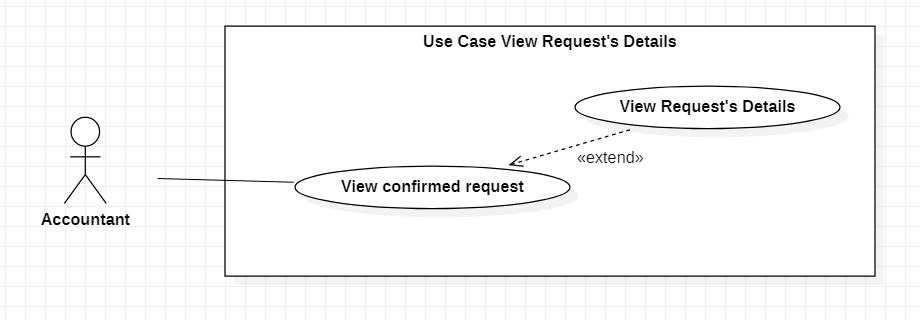 Use Case View Request's Details
View Request's Details
«extend»
View confirmed request
Accountant